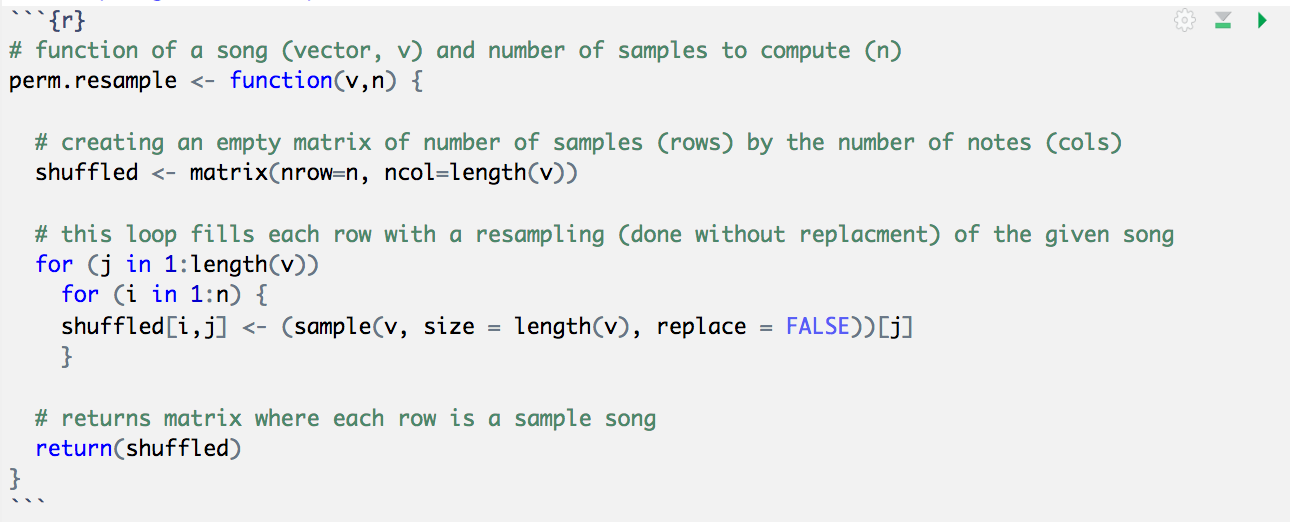 ```{r}
# function of a song (vector, v) and number of samples to compute (n)
perm.resample <- function(v,n) {
# creating an empty matrix of number of samples (rows) by the number of notes (cols)
shuffled <- matrix(nrow=n, ncol=length(v))
# this loop fills each row with a resampling (done without replacment) of the given song
for (j in 1:length(v))
for (i in 1:n) {
shuffled[i,j] <- (sample(v, size = length(v), replace = FALSE))[j]
}
# returns matrix where each row is a sample song
return(shuffled)
}
```